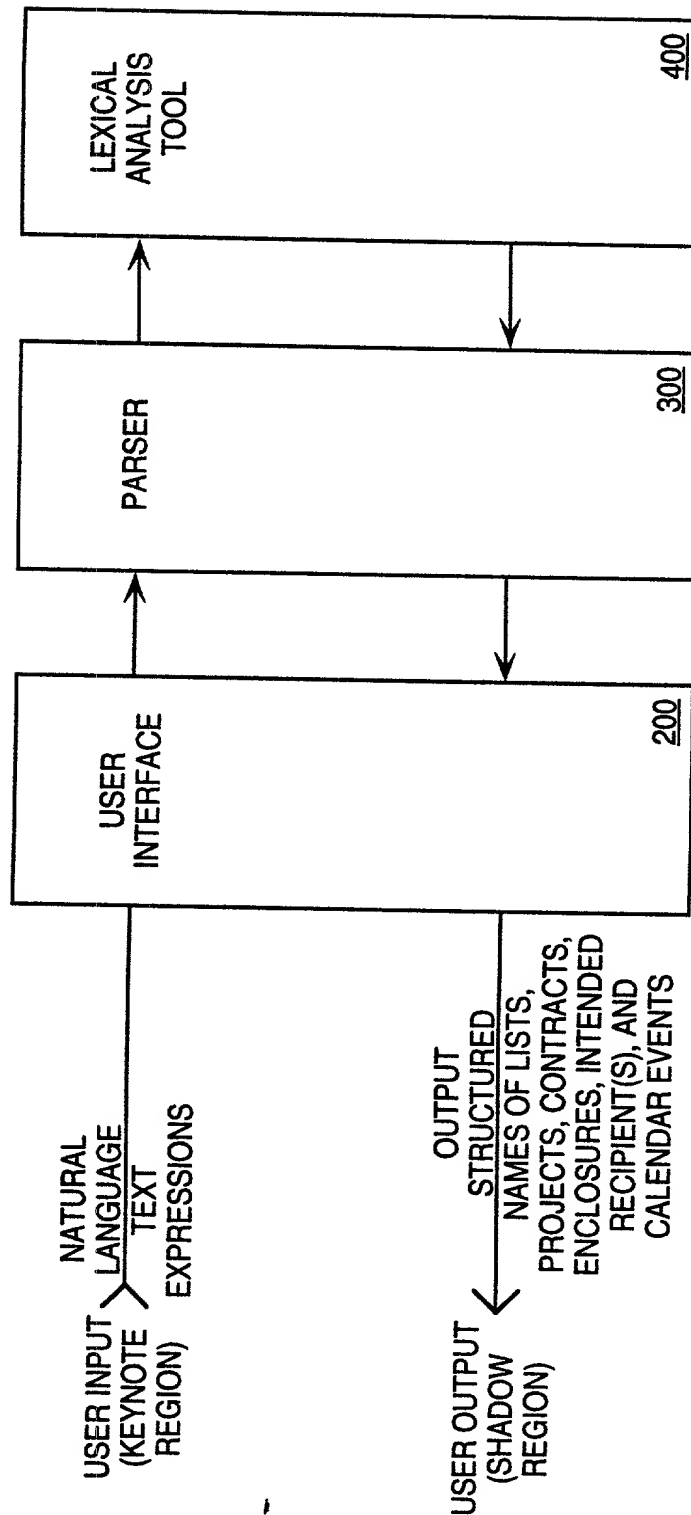 USER INPUT
(KEYNOTE
REGION)
NATURAL
LANGUAGE
TEXT
EXPRESSIONS
USER
INTERFACE
200
PARSER
300
LEXICAL
ANALYSIS
TOOL
400
USER OUTPUT
(SHADOW
REGION)
OUTPUT
STRUCTURED
NAMES OF LISTS,
PROJECTS, CONTRACTS,
ENCLOSURES, INTENDED
RECIPIENT(S), AND
CALENDAR EVENTS